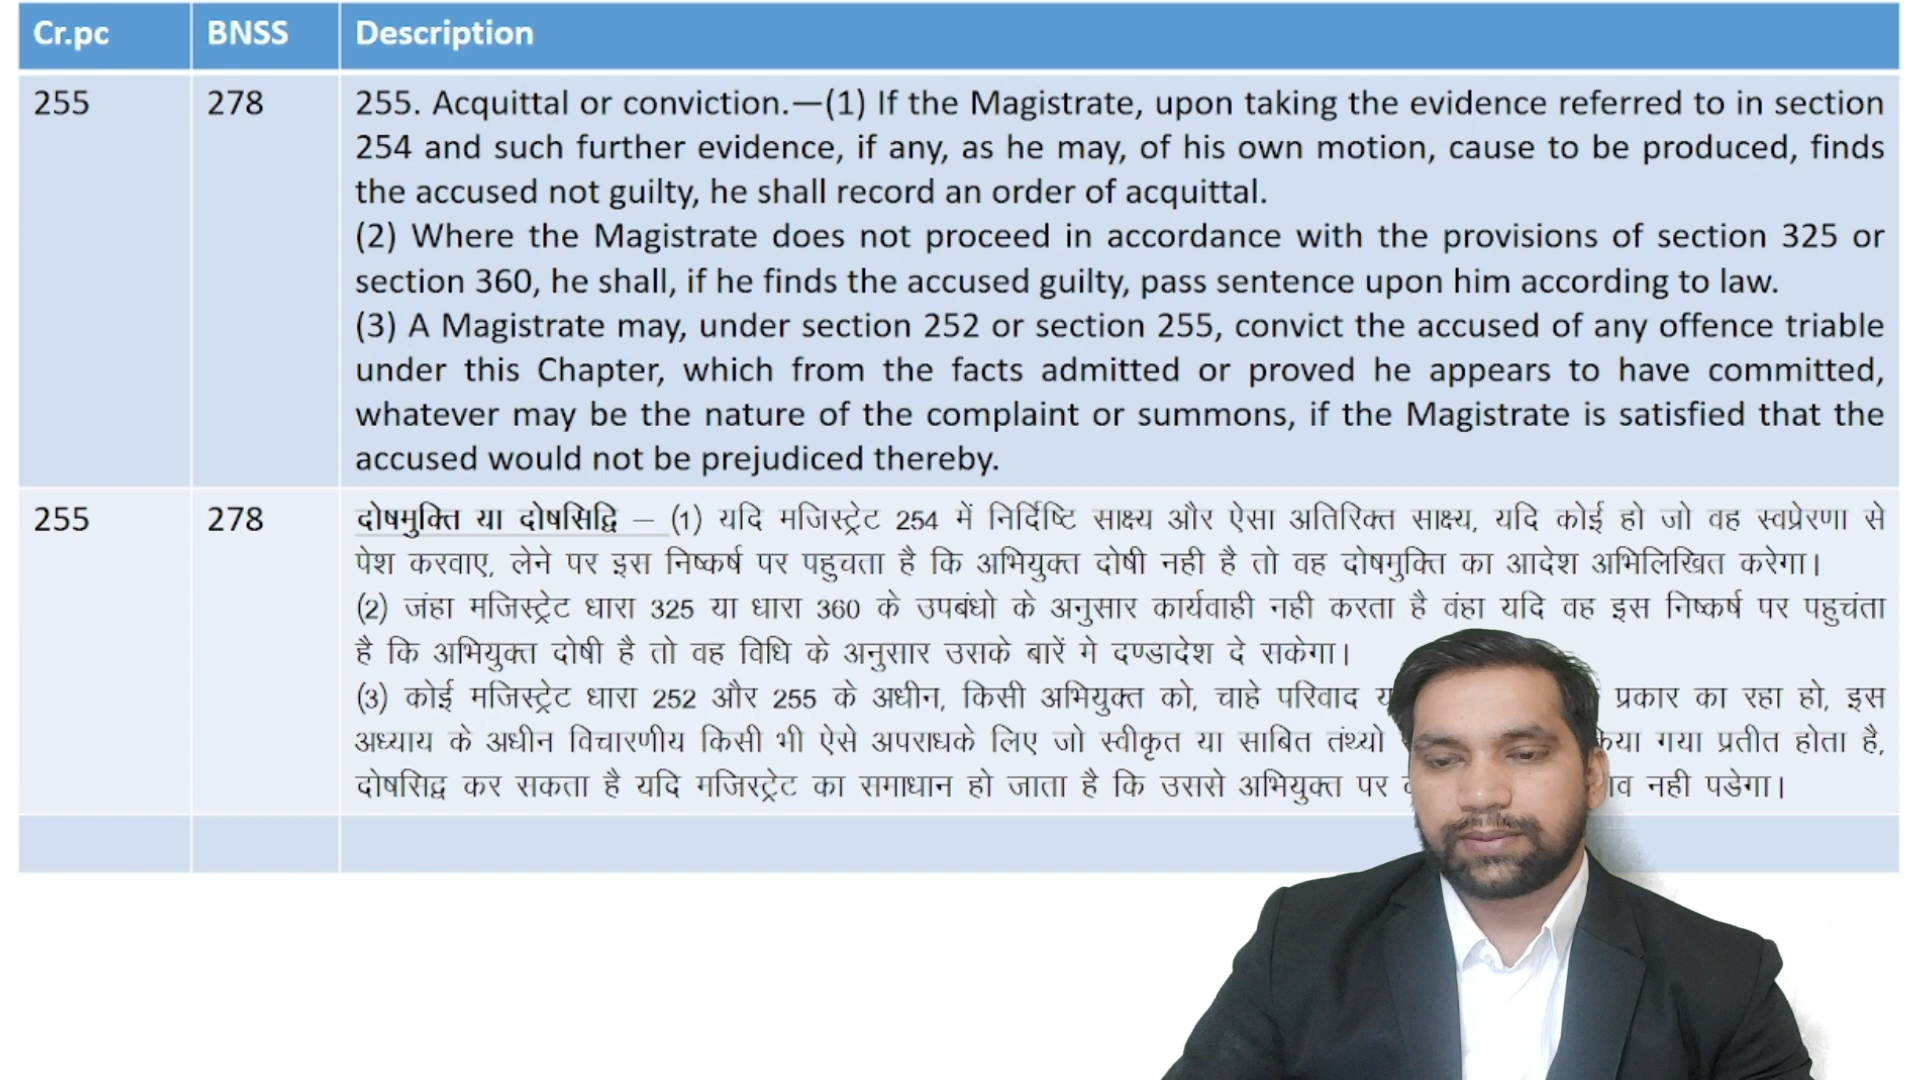 Cr.pc BNSS Description
255 278 255. Acquittal or conviction.—(1) If the Magistrate, upon taking the evidence referred to in section
254 and such further evidence, if any, as he may, of his own motion, cause to be produced, finds
the accused not guilty, he shall record an order of acquittal.
(2) Where the Magistrate does not proceed in accordance with the provisions of section 325 or
section 360, he shall, if he finds the accused guilty, pass sentence upon him according to law.
(3) A Magistrate may, under section 252 or section 255, convict the accused of any offence triable
under this Chapter, which from the facts admitted or proved he appears to have committed,
whatever may be the nature of the complaint or summons, if the Magistrate is satisfied that the
accused would not be prejudiced thereby.
255 278 दोषमुक्ति या दोषसिद्वि – (1) यदि मजिस्ट्रेट 254 में निर्दिष्टि साक्ष्य और ऐसा अतिरिक्त साक्ष्य, यदि कोई हो जो वह स्वप्रेरणा से
पेश करवाए, लेने पर इस निष्कर्ष पर पहुचता है कि अभियुक्त दोषी नही है तो वह दोषमुक्ति का आदेश अभिलिखित करेगा।
(2) जंहा मजिस्ट्रेट धारा 325 या धारा 360 के उपबंधो के अनुसार कार्यवाही नही करता है वंहा यदि वह इस निष्कर्ष पर पहुचंता
है कि अभियुक्त दोषी है तो वह विधि के अनुसार उसके बारें मे दण्डादेश दे सकेगा।
(3) कोई मजिस्ट्रेट धारा 252 और 255 के अधीन, किसी अभियुक्त को, चाहे परिवाद प्रकार का रहा हो, इस
अध्याय के अधीन विचारणीय किसी भी ऐसे अपराधके लिए जो स्वीकृत या साबित तंथ्यो गया प्रतीत होता है,
दोषसिद्व कर सकता है यदि मजिस्ट्रेट का समाधान हो जाता है कि उससे अभियुक्त पर नही पडेगा।